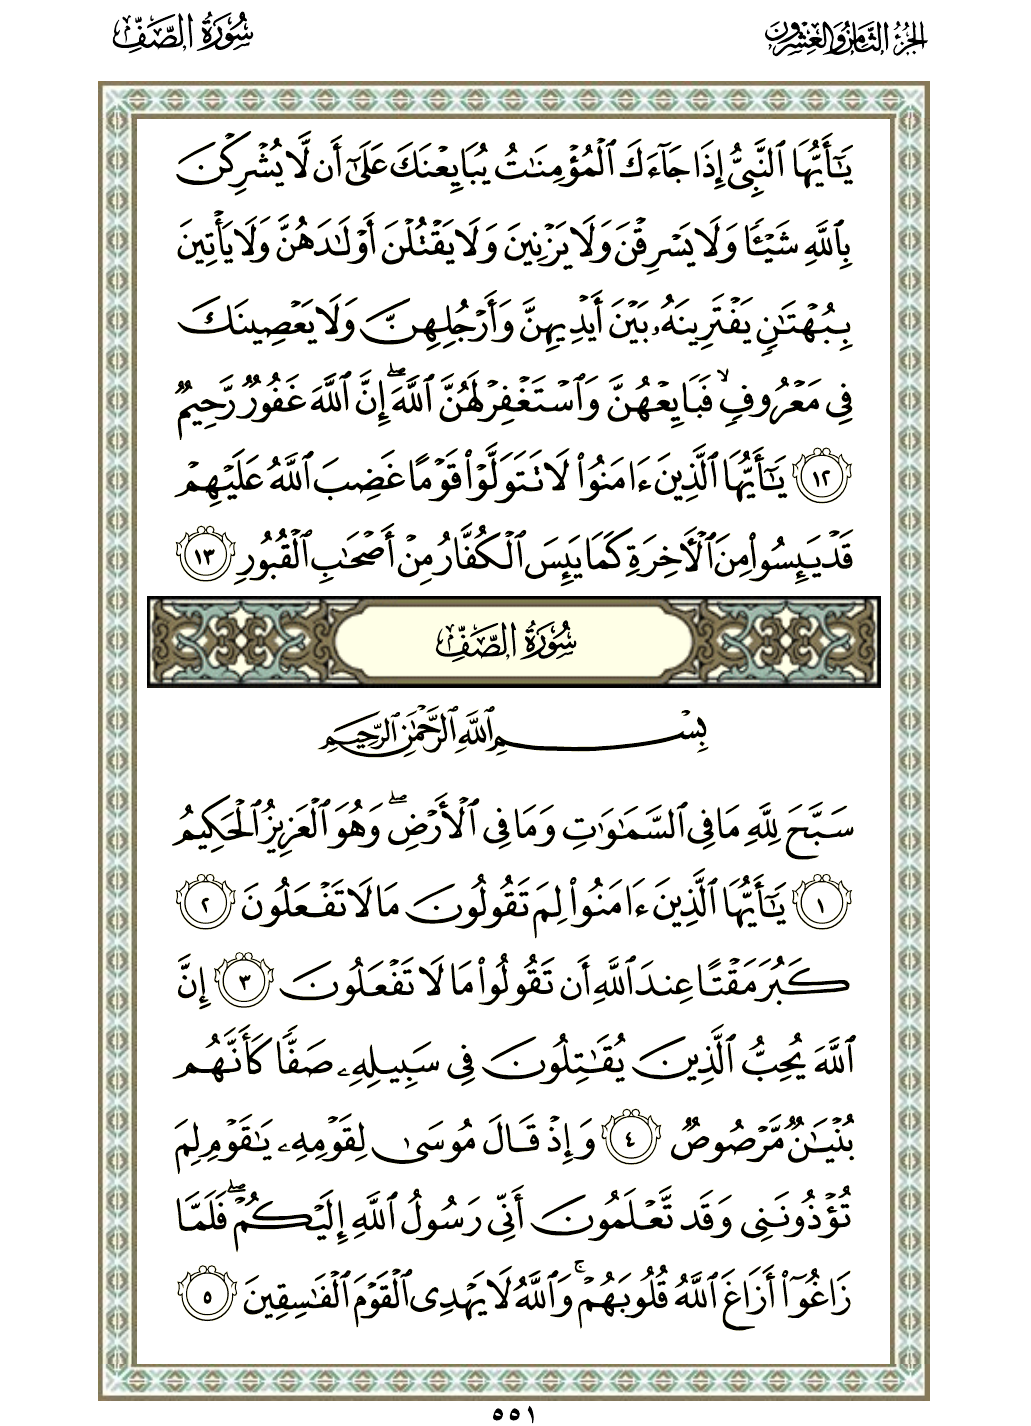 الجزء الثامن والعشرون
سورة الصف
يَٰٓأَيُّهَا ٱلنَّبِيُّ إِذَا جَآءَكَ ٱلْمُؤْمِنَٰتُ يُبَايِعْنَكَ عَلَىٰٓ أَن لَّا يُشْرِكْنَ
بِٱللَّهِ شَيْـًٔا وَلَا يَسْرِقْنَ وَلَا يَزْنِينَ وَلَا يَقْتُلْنَ أَوْلَٰدَهُنَّ وَلَا يَأْتِينَ
بِبُهْتَٰنٍ يَفْتَرِينَهُۥ بَيْنَ أَيْدِيهِنَّ وَأَرْجُلِهِنَّ وَلَا يَعْصِينَكَ
فِى مَعْرُوفٍ ۙ فَبَايِعْهُنَّ وَٱسْتَغْفِرْ لَهُنَّ ٱللَّهَ ۖ إِنَّ ٱللَّهَ غَفُورٌ رَّحِيمٌ
١٢ يَٰٓأَيُّهَا ٱلَّذِينَ ءَامَنُوا۟ لَا تَتَوَلَّوْا۟ قَوْمًا غَضِبَ ٱللَّهُ عَلَيْهِمْ
قَدْ يَئِسُوا۟ مِنَ ٱلْـَٔاخِرَةِ كَمَا يَئِسَ ٱلْكُفَّارُ مِنْ أَصْحَٰبِ ٱلْقُبُورِ ١٣
سُورَةُ الصَّفِّ
بِسْمِ ٱللَّهِ ٱلرَّحْمَٰنِ ٱلرَّحِيمِ
سَبَّحَ لِلَّهِ مَا فِى ٱلسَّمَٰوَٰتِ وَمَا فِى ٱلْأَرْضِ ۖ وَهُوَ ٱلْعَزِيزُ ٱلْحَكِيمُ
١ يَٰٓأَيُّهَا ٱلَّذِينَ ءَامَنُوا۟ لِمَ تَقُولُونَ مَا لَا تَفْعَلُونَ ٢
كَبُرَ مَقْتًا عِندَ ٱللَّهِ أَن تَقُولُوا۟ مَا لَا تَفْعَلُونَ ٣ إِنَّ
ٱللَّهَ يُحِبُّ ٱلَّذِينَ يُقَٰتِلُونَ فِى سَبِيلِهِۦ صَفًّا كَأَنَّهُم
بُنْيَٰنٌ مَّرْصُوصٌ ٤ وَإِذْ قَالَ مُوسَىٰ لِقَوْمِهِۦ يَٰقَوْمِ لِمَ
تُؤْذُونَنِى وَقَد تَّعْلَمُونَ أَنِّى رَسُولُ ٱللَّهِ إِلَيْكُمْ ۖ فَلَمَّا
زَاغُوٓا۟ أَزَاغَ ٱللَّهُ قُلُوبَهُمْ ۚ وَٱللَّهُ لَا يَهْدِى ٱلْقَوْمَ ٱلْفَٰسِقِينَ ٥
٥٥١